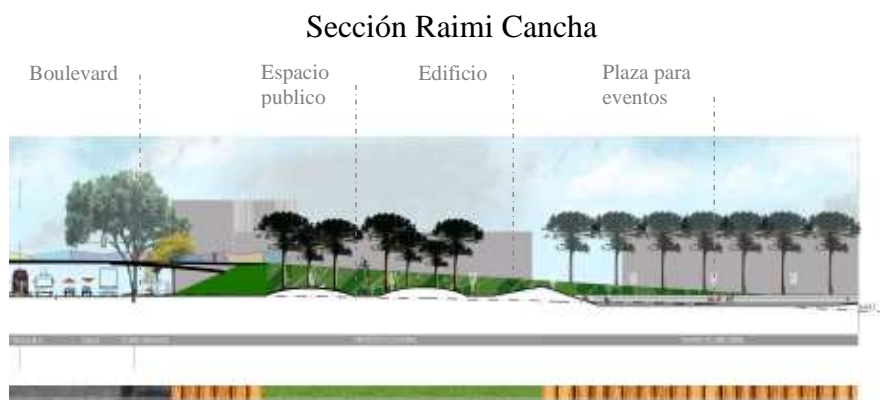 Sección Raimi Cancha
Boulevard
Espacio
publico
Edificio
Plaza para
eventos